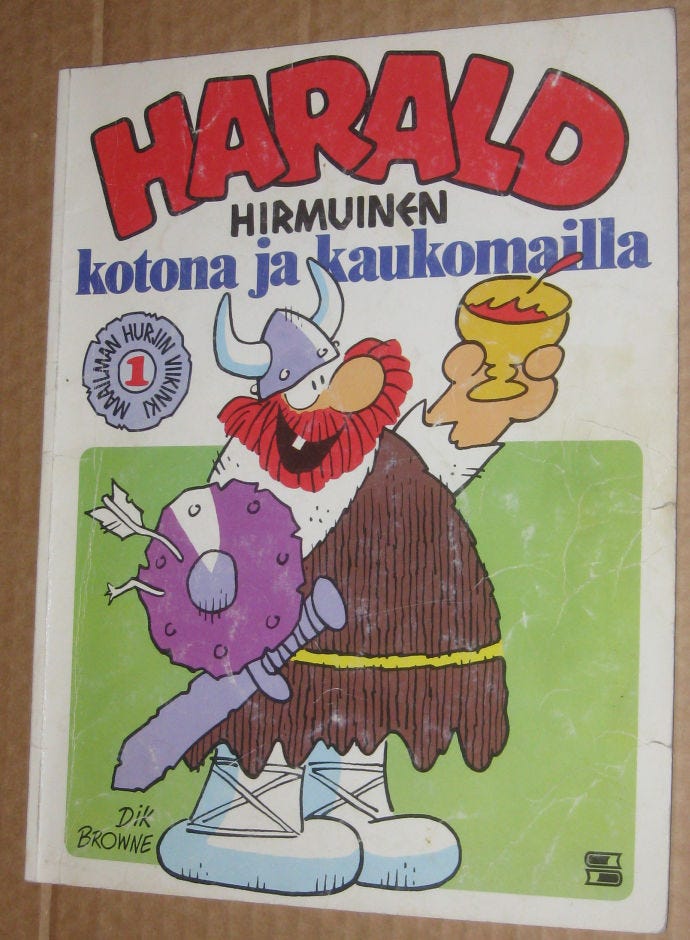 HARALD
HIRMUINEN
kotona ja kaukomailla
MAAILMAN HURJIN VIIKINKI
1
DiK
BROWNE